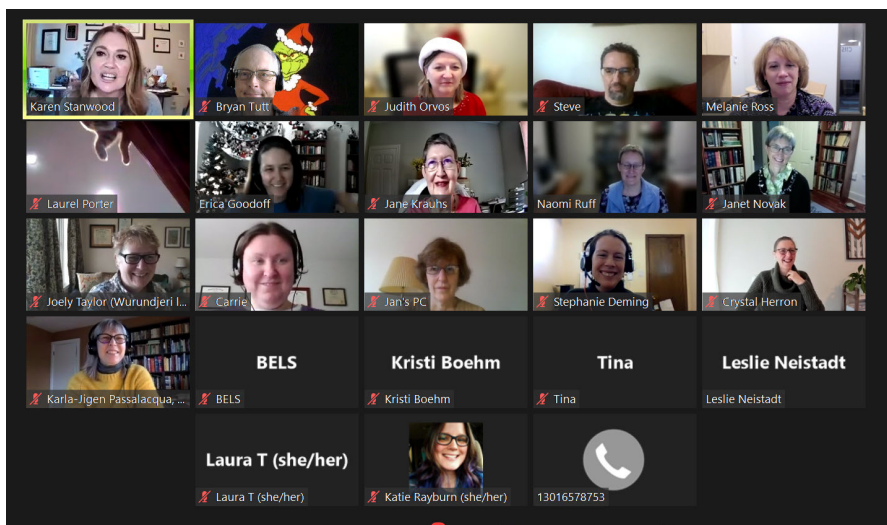 Karen Stanwood
Bryan Tutt
Judith Orvos
Steve
Melanie Ross
Laurel Porter
Erica Goodoff
Jane Krauhs
Naomi Ruff
Janet Novak
Joely Taylor (Wurundjeri l...
Carrie
Jan's PC
Stephanie Deming
Crystal Herron
Karla-Jigen Passalacqua, ...
BELS
BELS
Kristi Boehm
Kristi Boehm
Tina
Tina
Leslie Neistadt
Leslie Neistadt
Laura T (she/her)
Laura T (she/her)
Katie Rayburn (she/her)
13016578753